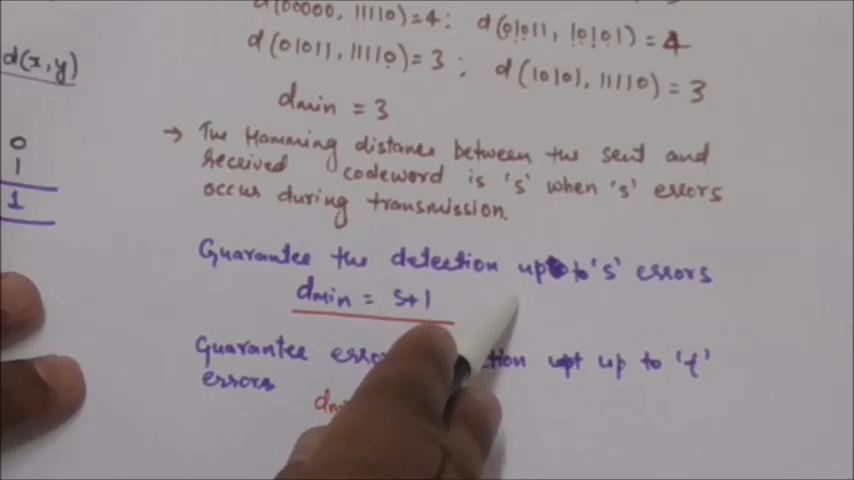 d(00000, 11110) = 4 : d(01011, 10101) = 4
d(x,y)
d(01011, 11110) = 3 ; d(10101, 11110) = 3
dmin = 3
0
1
1
→ The Hamming distance between the sent and
received codeword is 's' when 's' errors
occur during transmission.
Guarantee the detection upto 's' errors
dmin = s+1
Guarantee up to 't'
errors